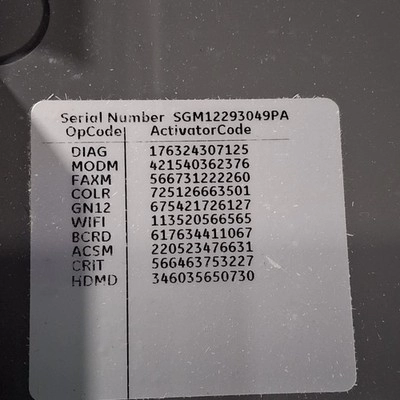 Serial Number SGM12293049PA
OpCode ActivatorCode
DIAG 176324307125
MODM 421540362376
FAXM 566731222260
COLR 725126663501
GN12 675421726127
WIFI 113520566565
BCRD 617634411067
ACSM 220523476631
CRIT 566463753227
HDMD 346035650730